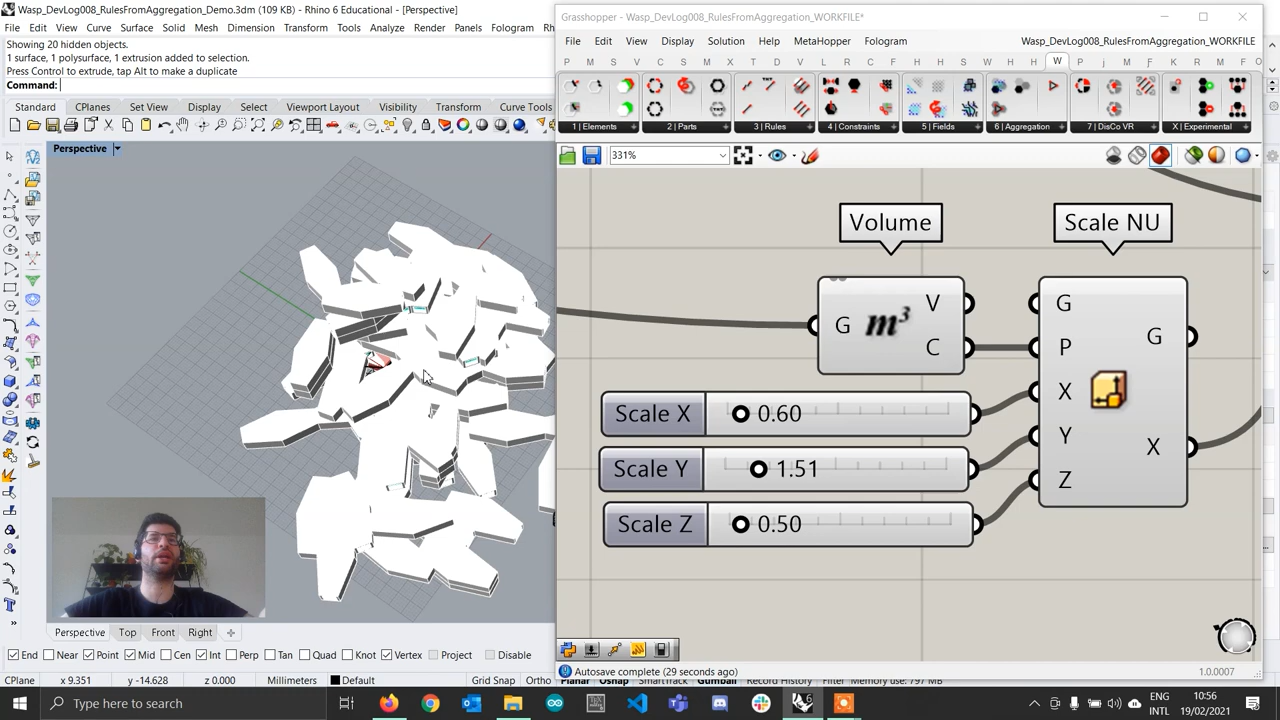 Wasp_DevLog008_RulesFromAggregation_Demo.3dm (109 KB) - Rhino 6 Educational - [Perspective]
File Edit View Curve Surface Solid Mesh Dimension Transform Tools Analyze Render Panels
Showing 20 hidden objects.
1 surface, 1 polysurface, 1 extrusion added to selection.
Press Control to extrude, tap Alt to make a duplicate
Command:
Standard CPlanes Set View Display Select Viewport Layout Visibility Transform Curve Tools
Perspective
Perspective Top Front Right
End Near Point Mid Cen Int Perp Tan Quad Knot Vertex Project Disable
CPlane x 9.351 y -14.628 z 0.000 Millimeters Default Grid Snap Ortho Planar Osnap SmartTrack Gumball Record History Filter Memory use: 797 MB
Grasshopper - Wasp_DevLog008_RulesFromAggregation_WORKFILE*
File Edit View Display Solution Help MetaHopper Fologram Wasp_DevLog008_RulesFromAggregation_WORKFILE
P M S V C S M I D T W M E L H H S W P j m Y F
1 | Elements 2 | Parts 3 | Rules 4 | Constraints 5 | Fields 6 | Aggregation 7 | DisCo VR X | Experimental
331%
Volume
Scale NU
G m³ V C
G P X Y Z G X
Scale X 0.60
Scale Y 1.51
Scale Z 0.50
Autosave complete (29 seconds ago)
1.0.0007
Type here to search
ENG
INTL
10:56
19/02/2021